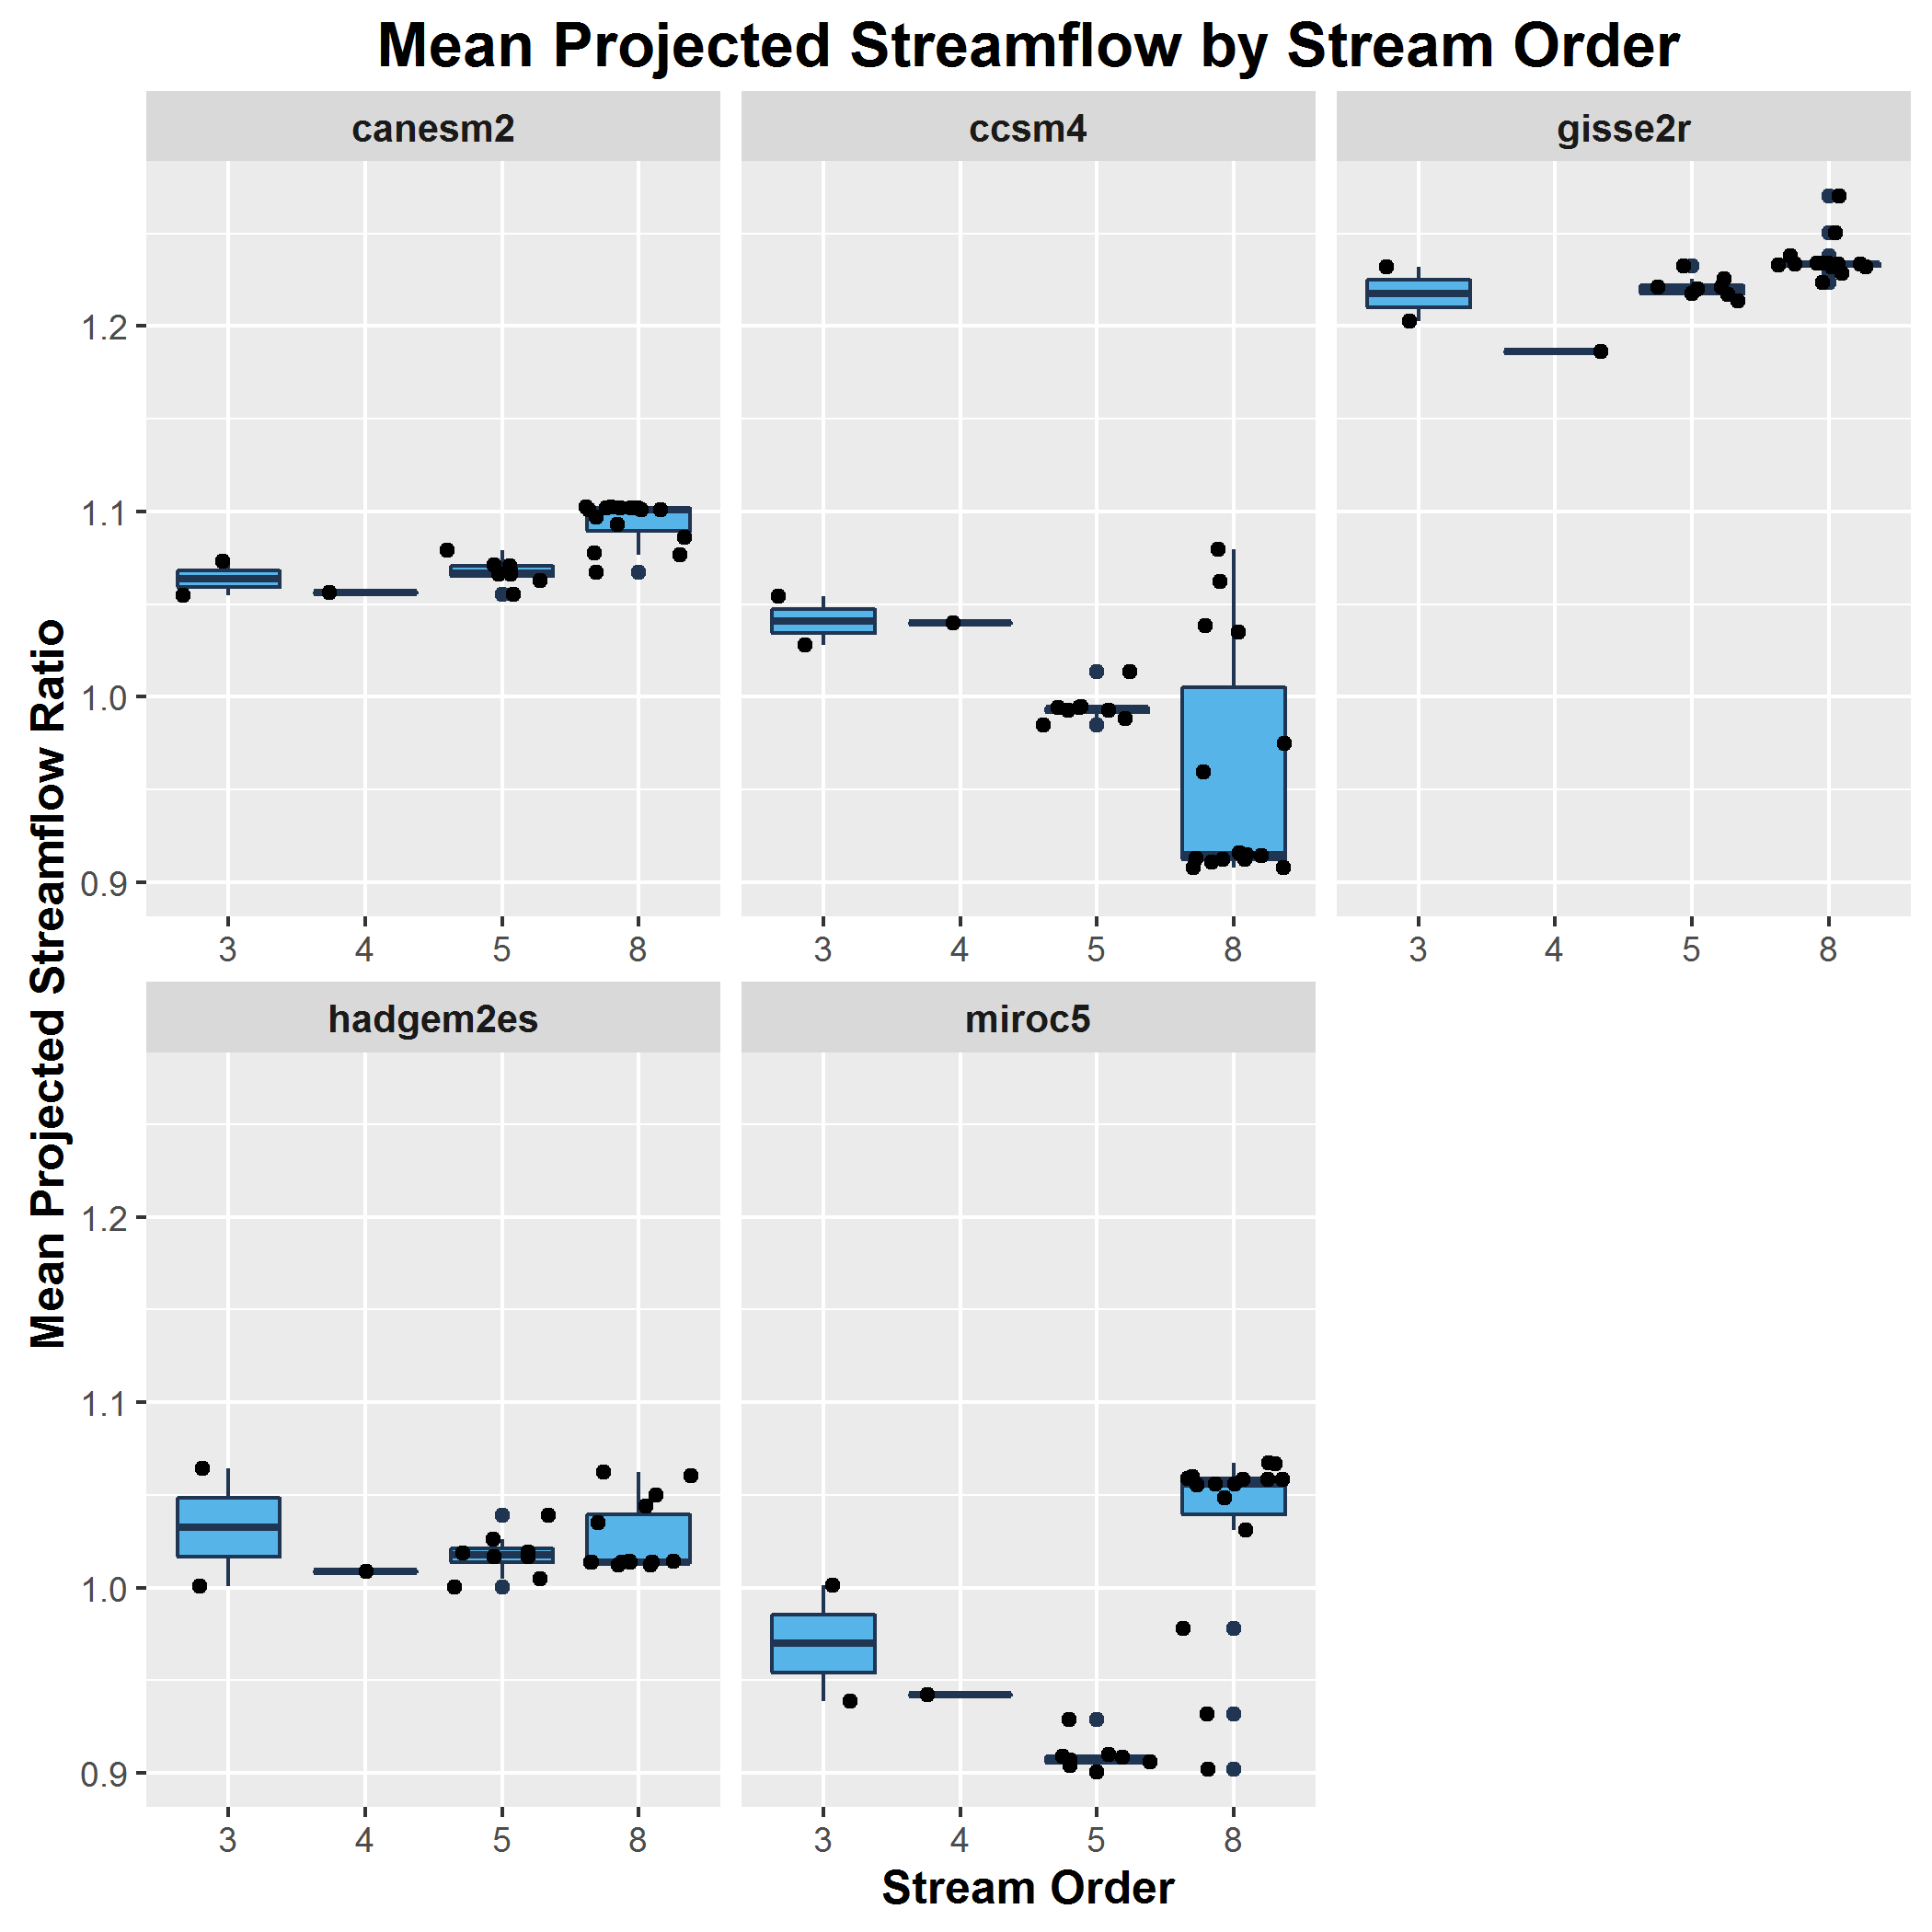 Mean Projected Streamflow by Stream Order
canesm2 ccsm4 gisse2r
1.2
1.1
1.0
0.9
3 4 5 8 3 4 5 8 3 4 5 8
Mean Projected Streamflow Ratio
hadgem2es miroc5
1.2
1.1
1.0
0.9
3 4 5 8 3 4 5 8
Stream Order